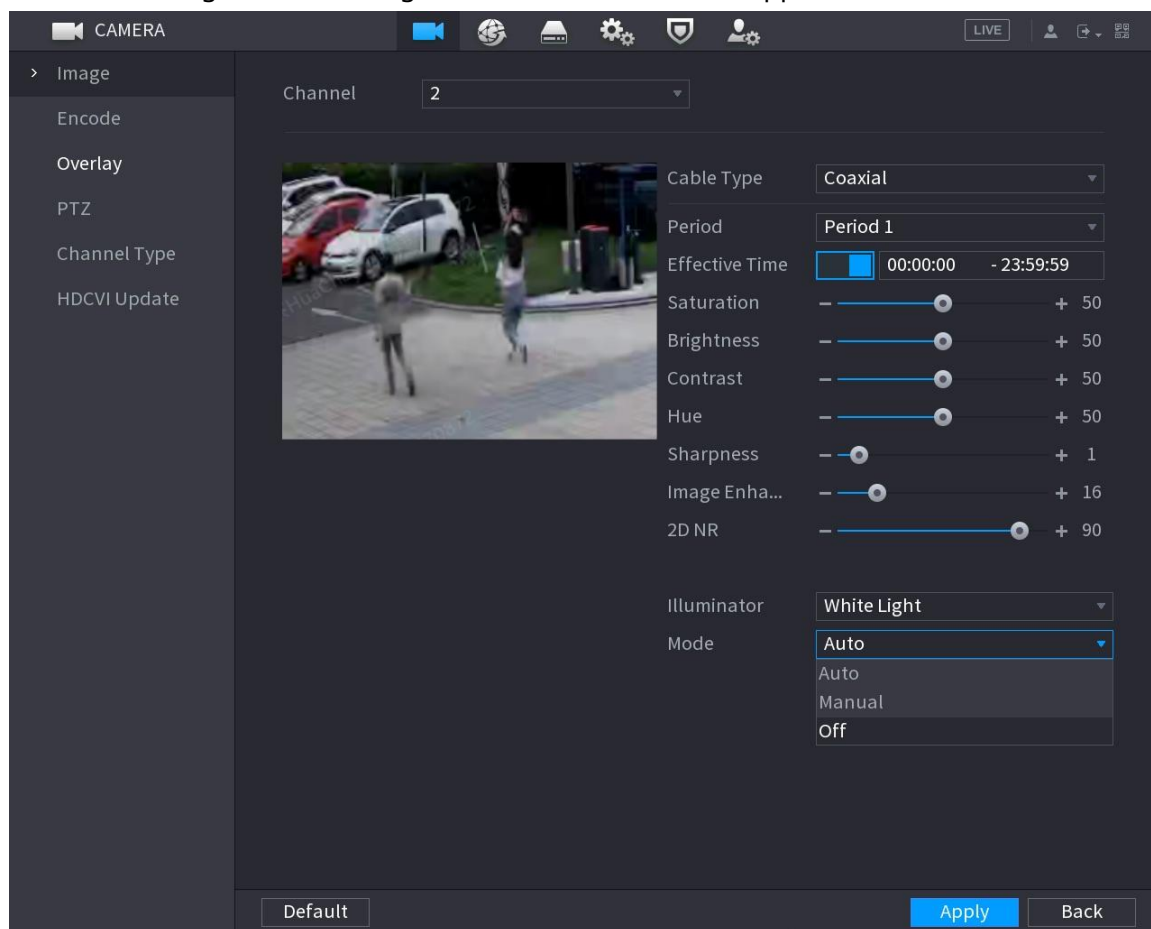 CAMERA
LIVE
Image
Encode
Overlay
PTZ
Channel Type
HDCVI Update
Channel 2
Cable Type Coaxial
Period Period 1
Effective Time 00:00:00 - 23:59:59
Saturation 50
Brightness 50
Contrast 50
Hue 50
Sharpness 1
Image Enha... 16
2D NR 90
Illuminator White Light
Mode Auto
Auto
Manual
Off
Default
Apply
Back